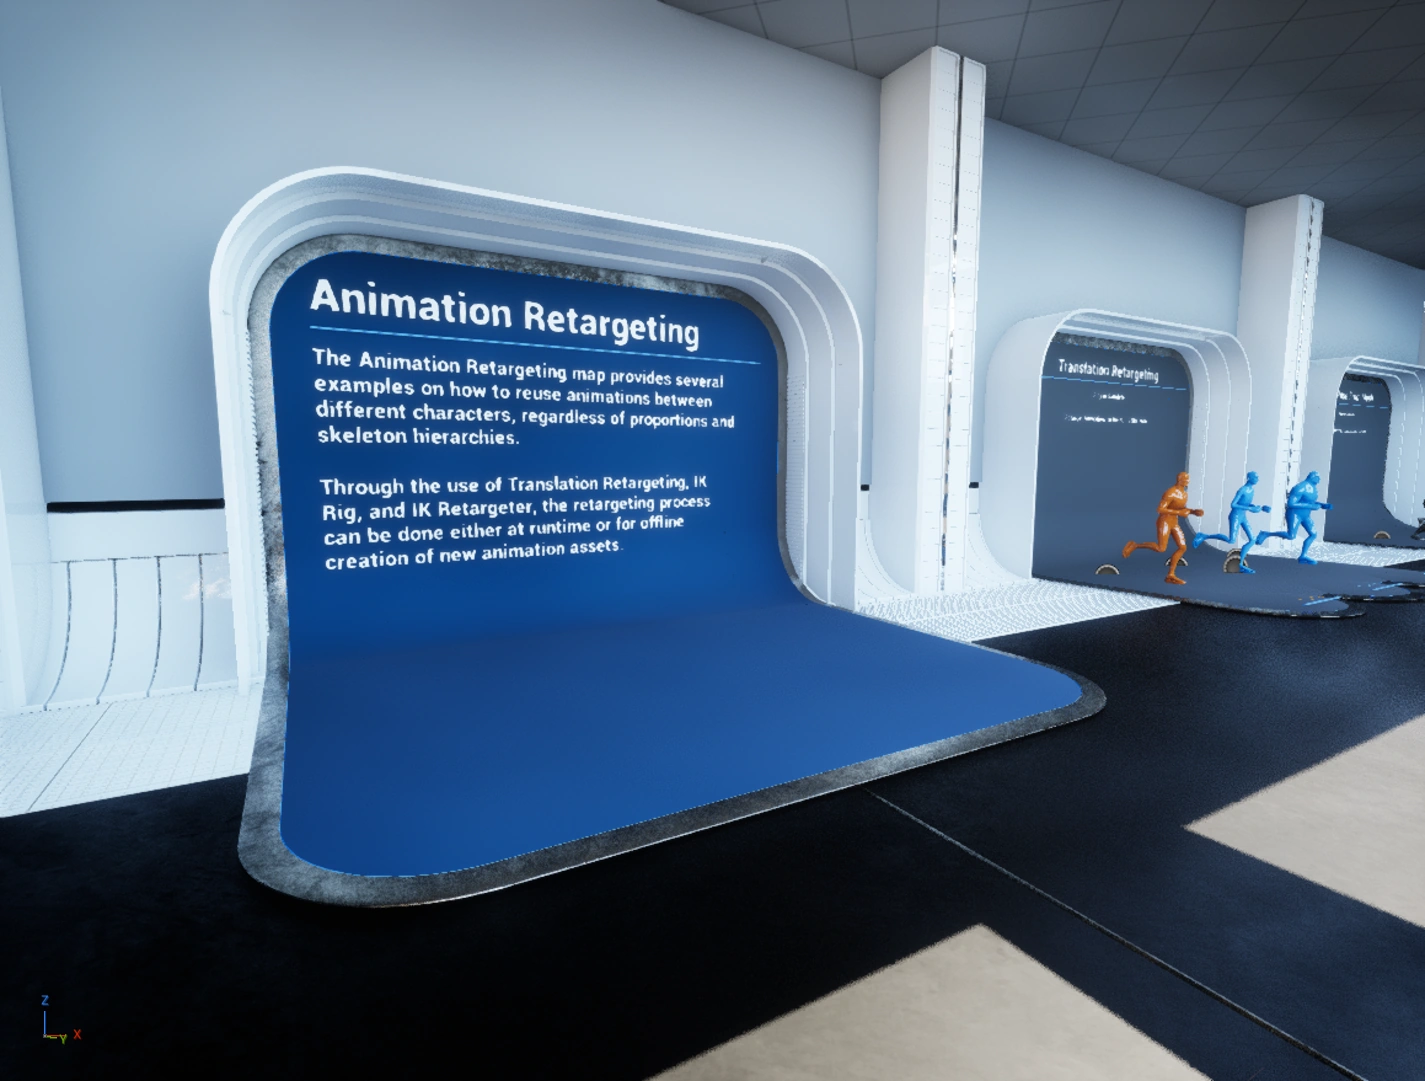 Animation Retargeting
The Animation Retargeting map provides several
examples on how to reuse animations between
different characters, regardless of proportions and
skeleton hierarchies.
Through the use of Translation Retargeting, IK
Rig, and IK Retargeter, the retargeting process
can be done either at runtime or for offline
creation of new animation assets.
Translation Retargeting
Z
Y
X